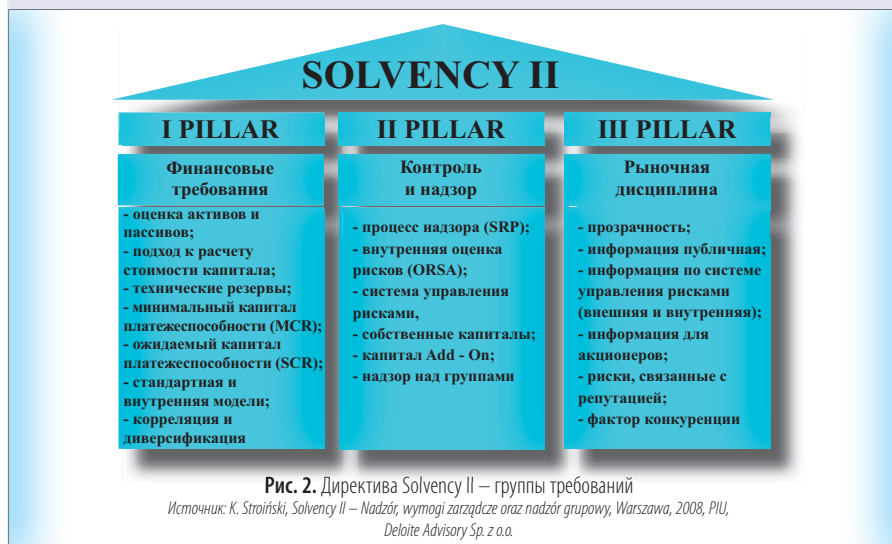 SOLVENCY II
I PILLAR
Финансовые
требования
- оценка активов и
пассивов;
- подход к расчету
стоимости капитала;
- технические резервы;
- минимальный капитал
платежеспособности (MCR);
- ожидаемый капитал
платежеспособности (SCR);
- стандартная и
внутренняя модели;
- корреляция и
диверсификация
II PILLAR
Контроль
и надзор
- процесс надзора (SRP);
- внутренняя оценка
рисков (ORSA);
- система управления
рисками,
- собственные капиталы;
- капитал Add - On;
- надзор над группами
III PILLAR
Рыночная
дисциплина
- прозрачность;
- информация публичная;
- информация по системе
управления рисками
(внешняя и внутренняя);
- информация для
акционеров;
- риски, связанные с
репутацией;
- фактор конкуренции
Рис. 2. Директива Solvency II – группы требований
Источник: K. Stroiński, Solvency II – Nadzór, wymogi zarządcze oraz nadzór grupowy, Warszawa, 2008, PIU,
Deloite Advisory Sp. z o.o.